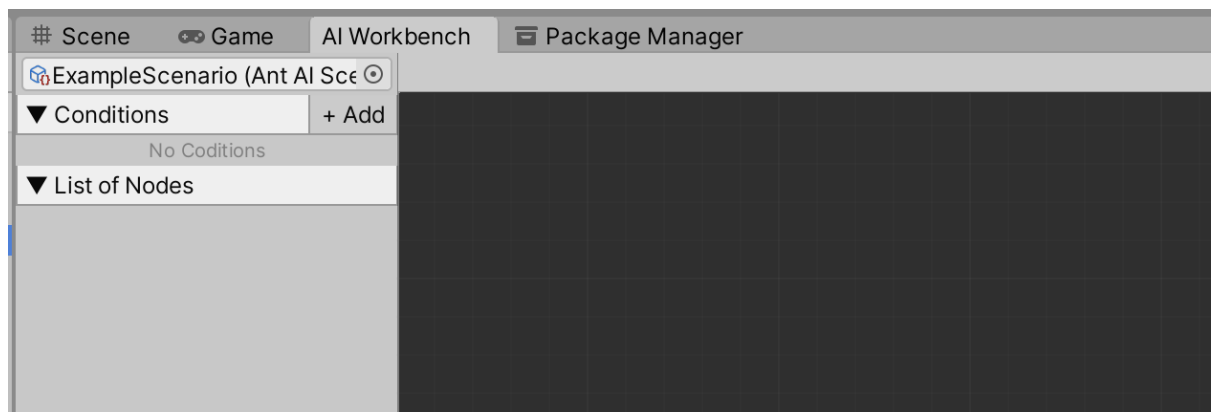 Scene Game AI Workbench Package Manager
ExampleScenario (Ant AI Sce
Conditions + Add
No Coditions
List of Nodes